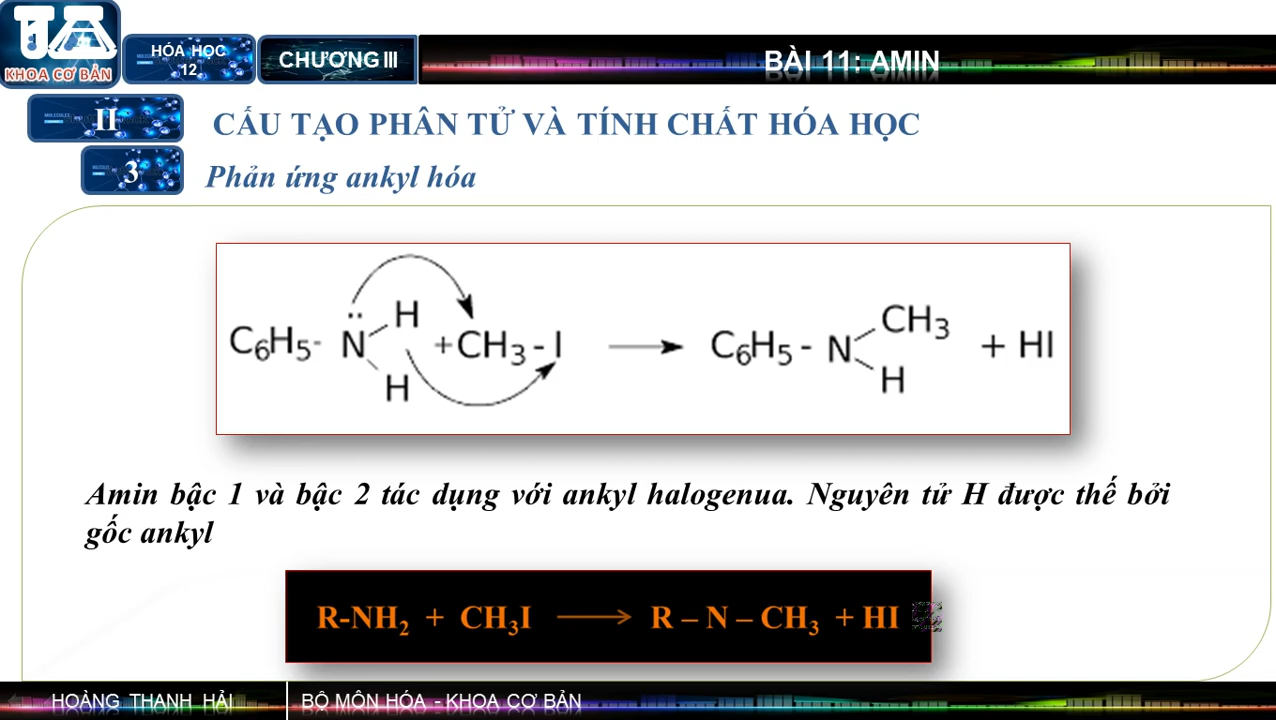 KHOA CƠ BẢN
HÓA HỌC
12
CHƯƠNG III
BÀI 11: AMIN
II
CẤU TẠO PHÂN TỬ VÀ TÍNH CHẤT HÓA HỌC
3
Phản ứng ankyl hóa
C₆H₅- N̈ H H + CH₃ - I → C₆H₅ - N CH₃ H + HI
Amin bậc 1 và bậc 2 tác dụng với ankyl halogenua. Nguyên tử H được thế bởi
gốc ankyl
R-NH₂ + CH₃I → R – N – CH₃ + HI
HOÀNG THANH HẢI
BỘ MÔN HÓA - KHOA CƠ BẢN